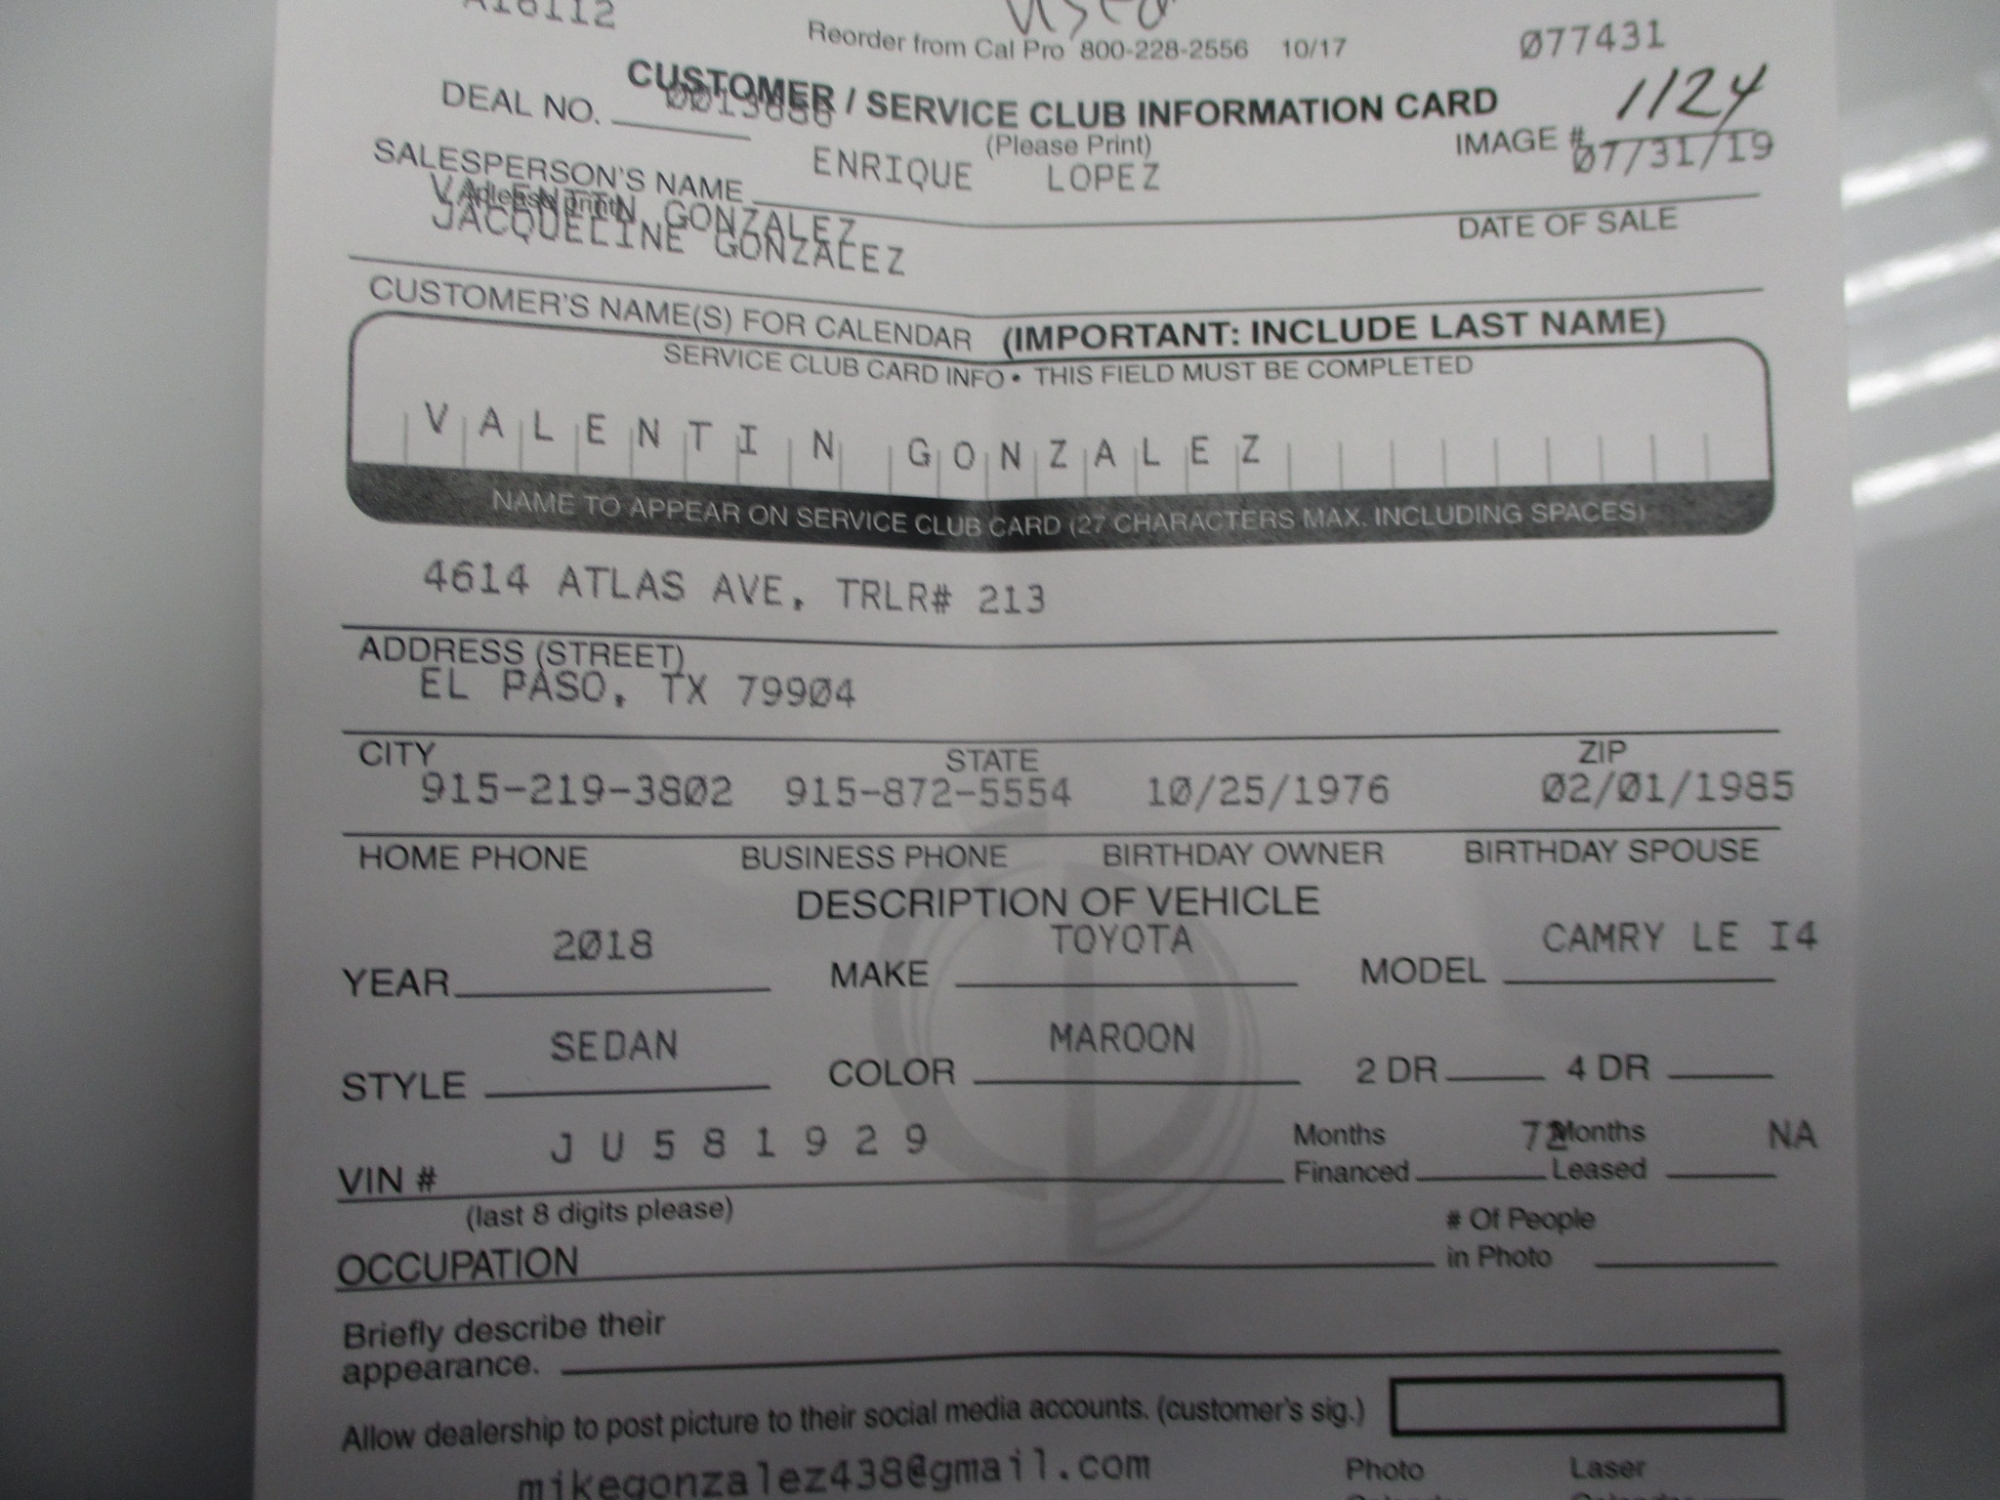 A16112
Used
Reorder from Cal Pro 800-228-2556 10/17
077431
CUSTOMER / SERVICE CLUB INFORMATION CARD
1124
DEAL NO.
(Please Print)
IMAGE #
07/31/19
SALESPERSON'S NAME ENRIQUE LOPEZ
VALENTIN GONZALEZ
JACQUELINE GONZALEZ
DATE OF SALE
CUSTOMER'S NAME(S) FOR CALENDAR (IMPORTANT: INCLUDE LAST NAME)
SERVICE CLUB CARD INFO • THIS FIELD MUST BE COMPLETED
VALENTIN GONZALEZ
NAME TO APPEAR ON SERVICE CLUB CARD (27 CHARACTERS MAX. INCLUDING SPACES)
4614 ATLAS AVE, TRLR# 213
ADDRESS (STREET)
EL PASO, TX 79904
CITY STATE ZIP
915-219-3802 915-872-5554 10/25/1976 02/01/1985
HOME PHONE BUSINESS PHONE BIRTHDAY OWNER BIRTHDAY SPOUSE
DESCRIPTION OF VEHICLE
YEAR 2018 MAKE TOYOTA MODEL CAMRY LE I4
STYLE SEDAN COLOR MAROON 2 DR 4 DR
VIN # JU581929 Months Financed 72 Months Leased NA
(last 8 digits please)
OCCUPATION # Of People in Photo
Briefly describe their
appearance.
Allow dealership to post picture to their social media accounts. (customer's sig.)
mikegonzalez438@gmail.com
Photo Laser